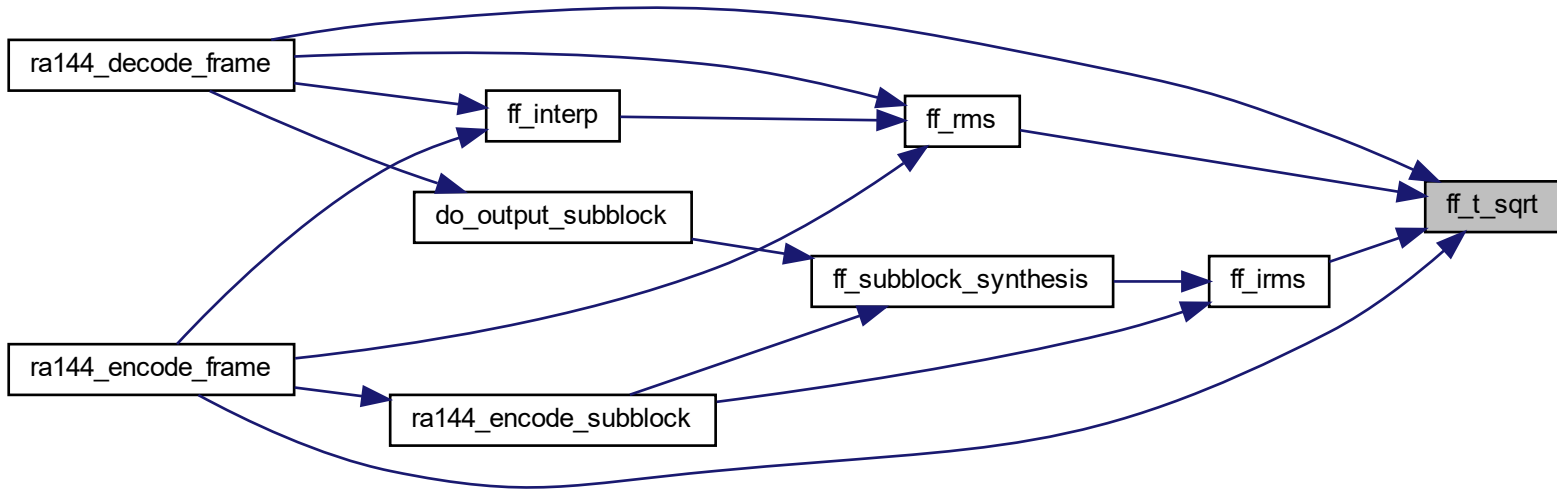 ra144_decode_frame
ff_interp
ff_rms
ff_t_sqrt
do_output_subblock
ff_subblock_synthesis
ff_irms
ra144_encode_frame
ra144_encode_subblock